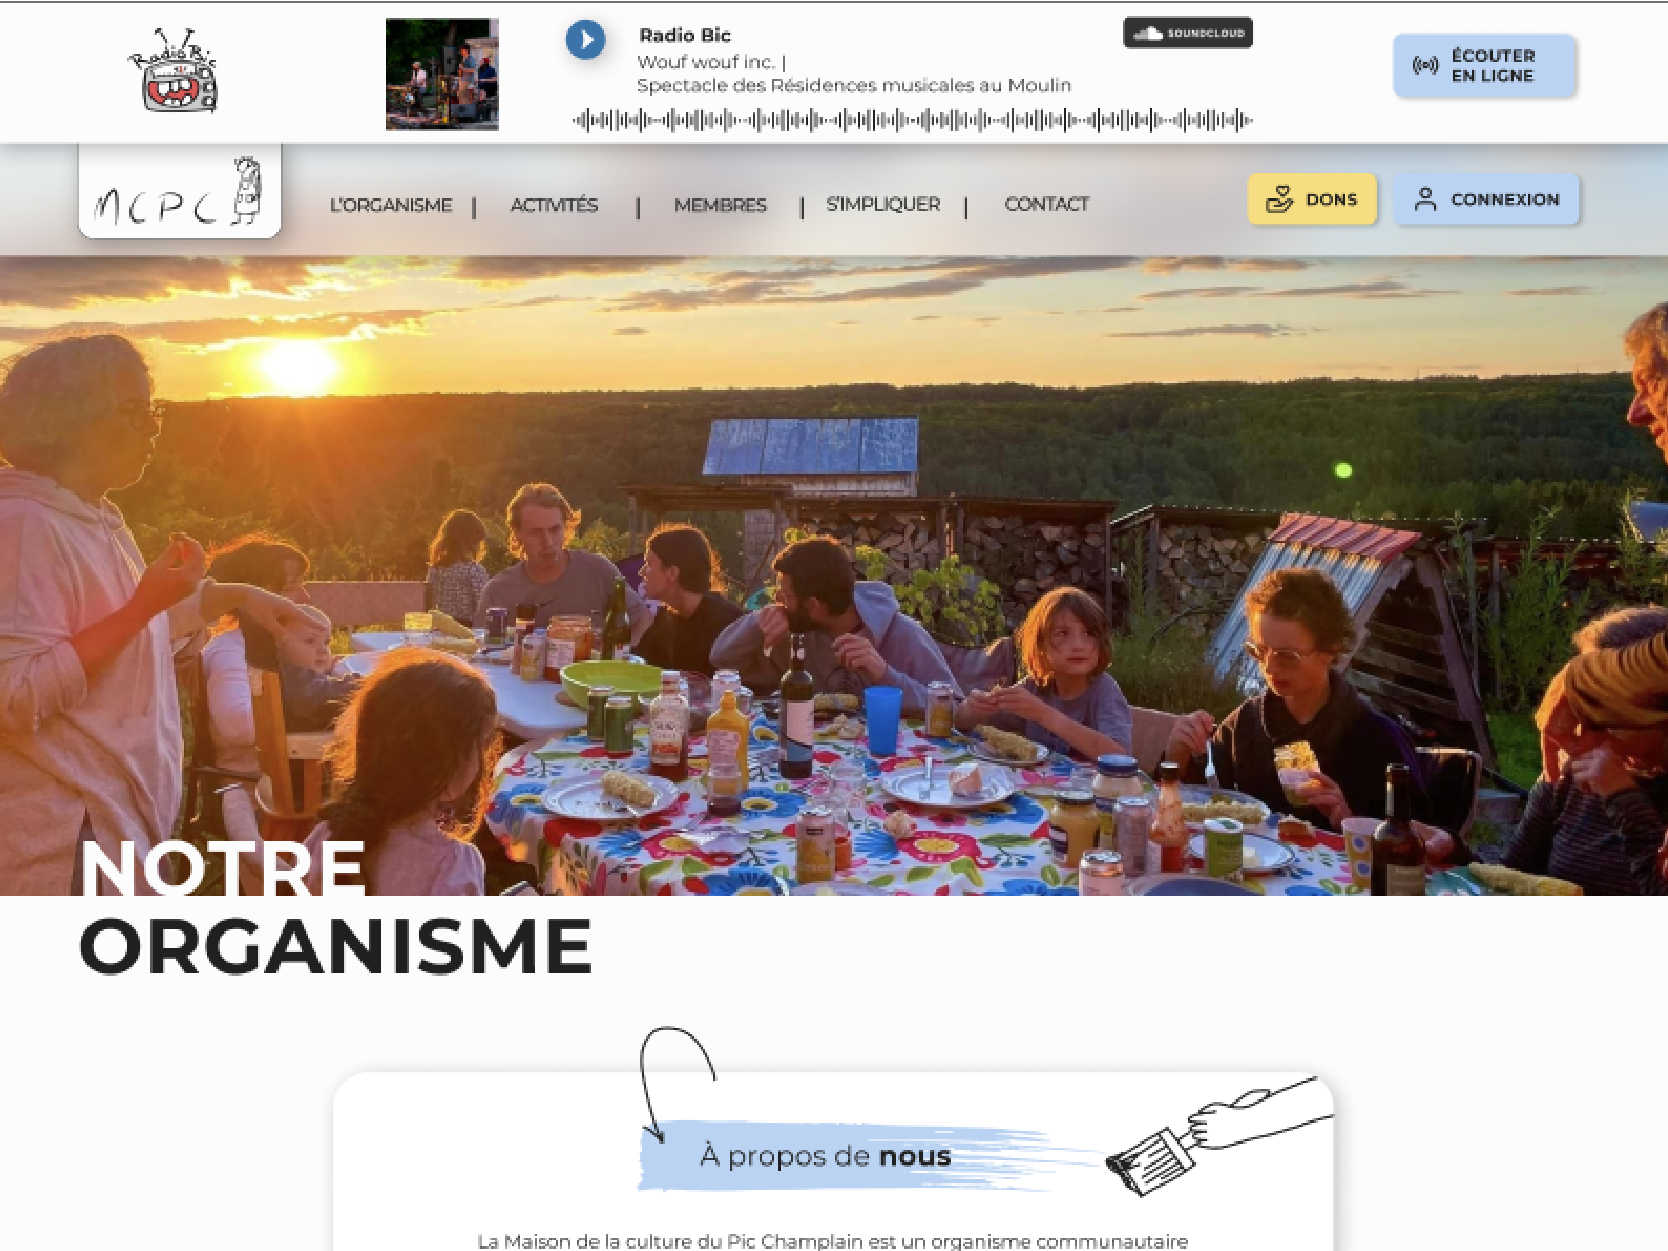 Radio Bic
Radio Bic
Wouf wouf inc. |
Spectacle des Résidences musicales au Moulin
SOUNDCLOUD
ÉCOUTER
EN LIGNE
MCPC
L'ORGANISME | ACTIVITÉS | MEMBRES | S'IMPLIQUER | CONTACT
DONS
CONNEXION
NOTRE
ORGANISME
À propos de nous
La Maison de la culture du Pic Champlain est un organisme communautaire